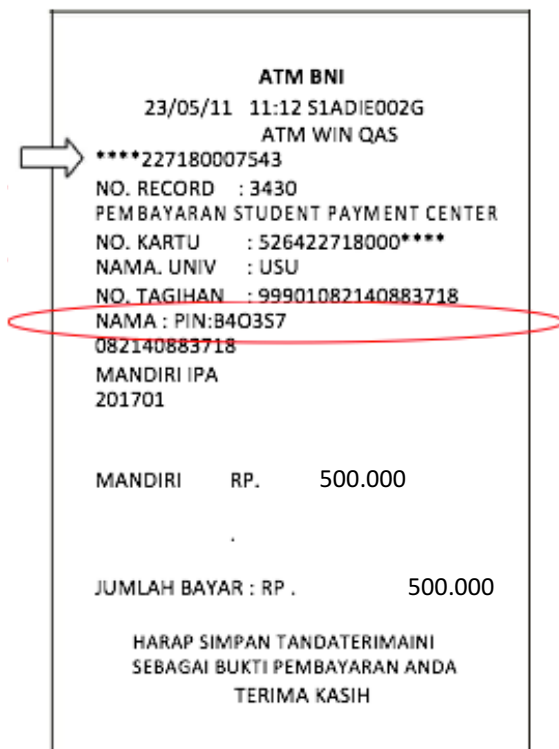 ATM BNI
23/05/11 11:12 S1ADIE002G
ATM WIN QAS
****227180007543
NO. RECORD : 3430
PEMBAYARAN STUDENT PAYMENT CENTER
NO. KARTU : 526422718000****
NAMA. UNIV : USU
NO. TAGIHAN : 99901082140883718
NAMA : PIN:B4O3S7
082140883718
MANDIRI IPA
201701
MANDIRI RP. 500.000
.
JUMLAH BAYAR : RP . 500.000
HARAP SIMPAN TANDATERIMAINI
SEBAGAI BUKTI PEMBAYARAN ANDA
TERIMA KASIH